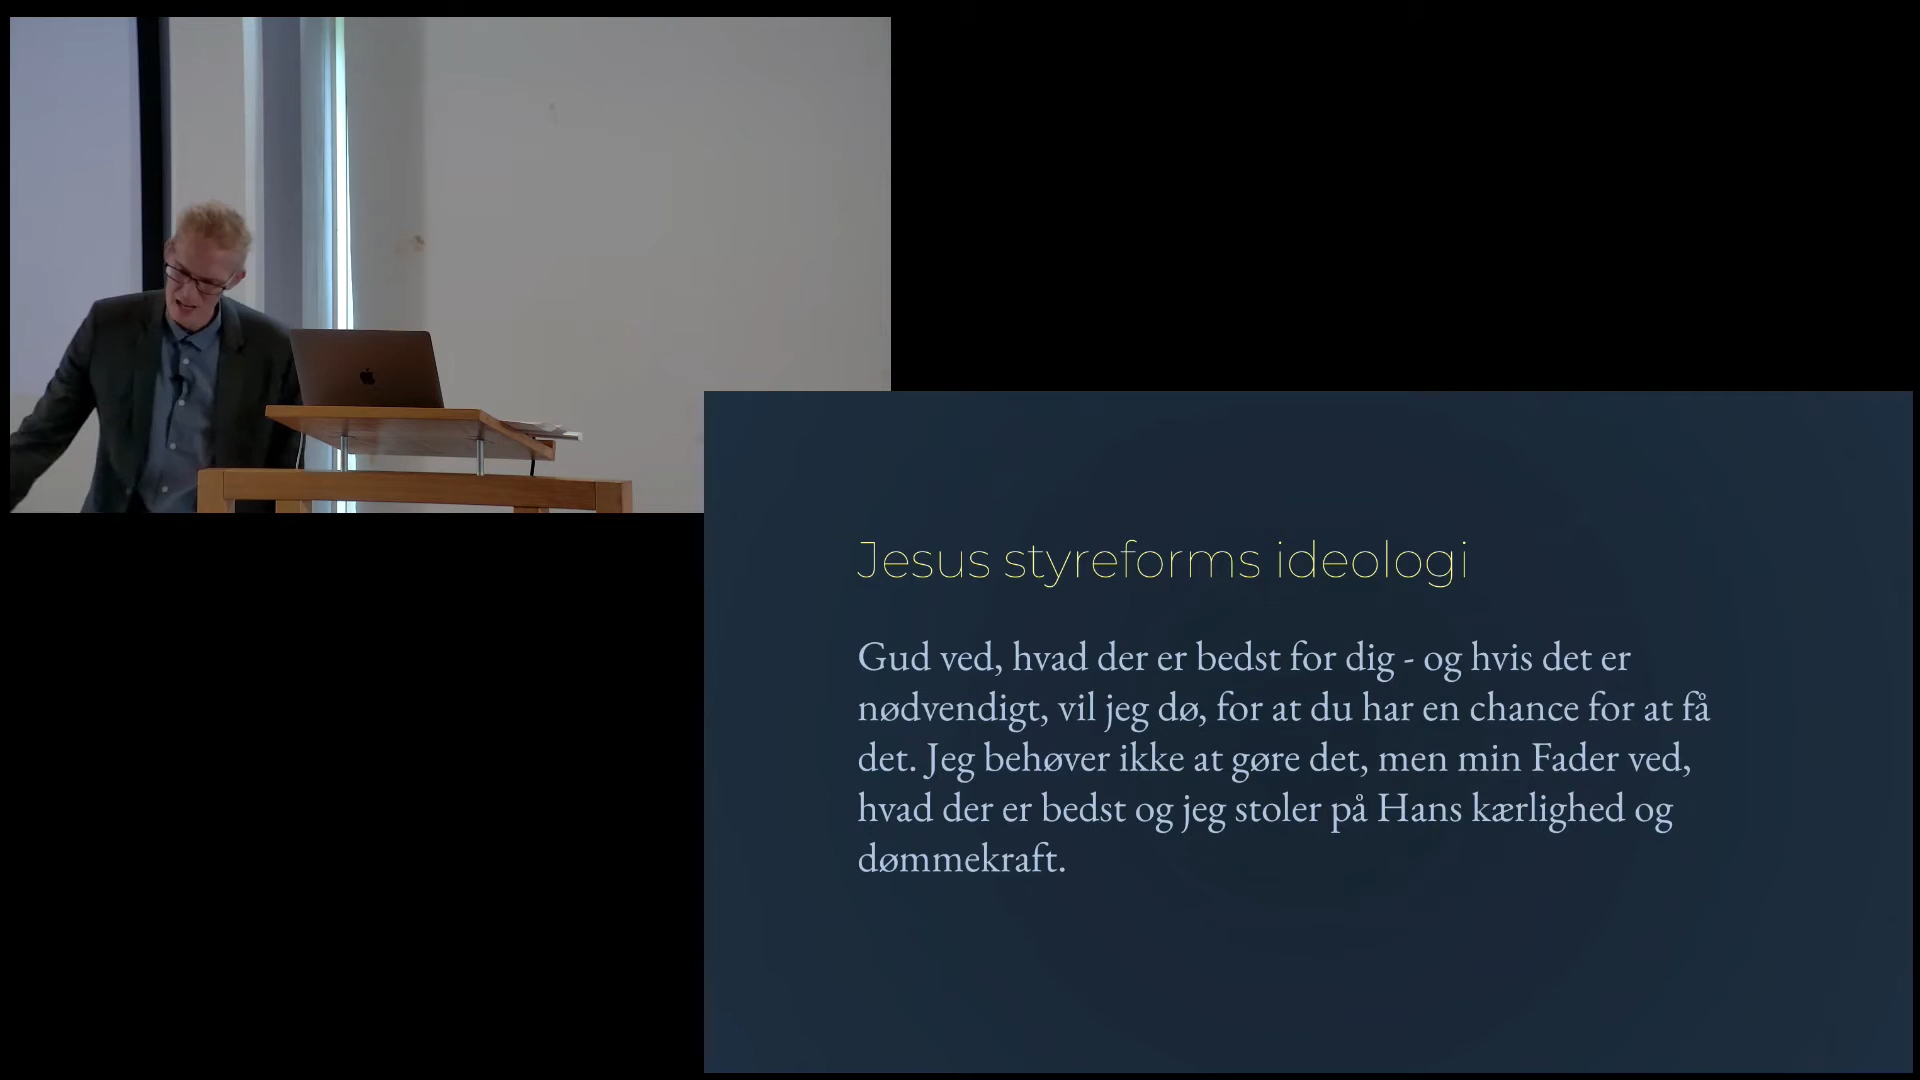 Jesus styreforms ideologi
Gud ved, hvad der er bedst for dig - og hvis det er
nødvendigt, vil jeg dø, for at du har en chance for at få
det. Jeg behøver ikke at gøre det, men min Fader ved,
hvad der er bedst og jeg stoler på Hans kærlighed og
dømmekraft.